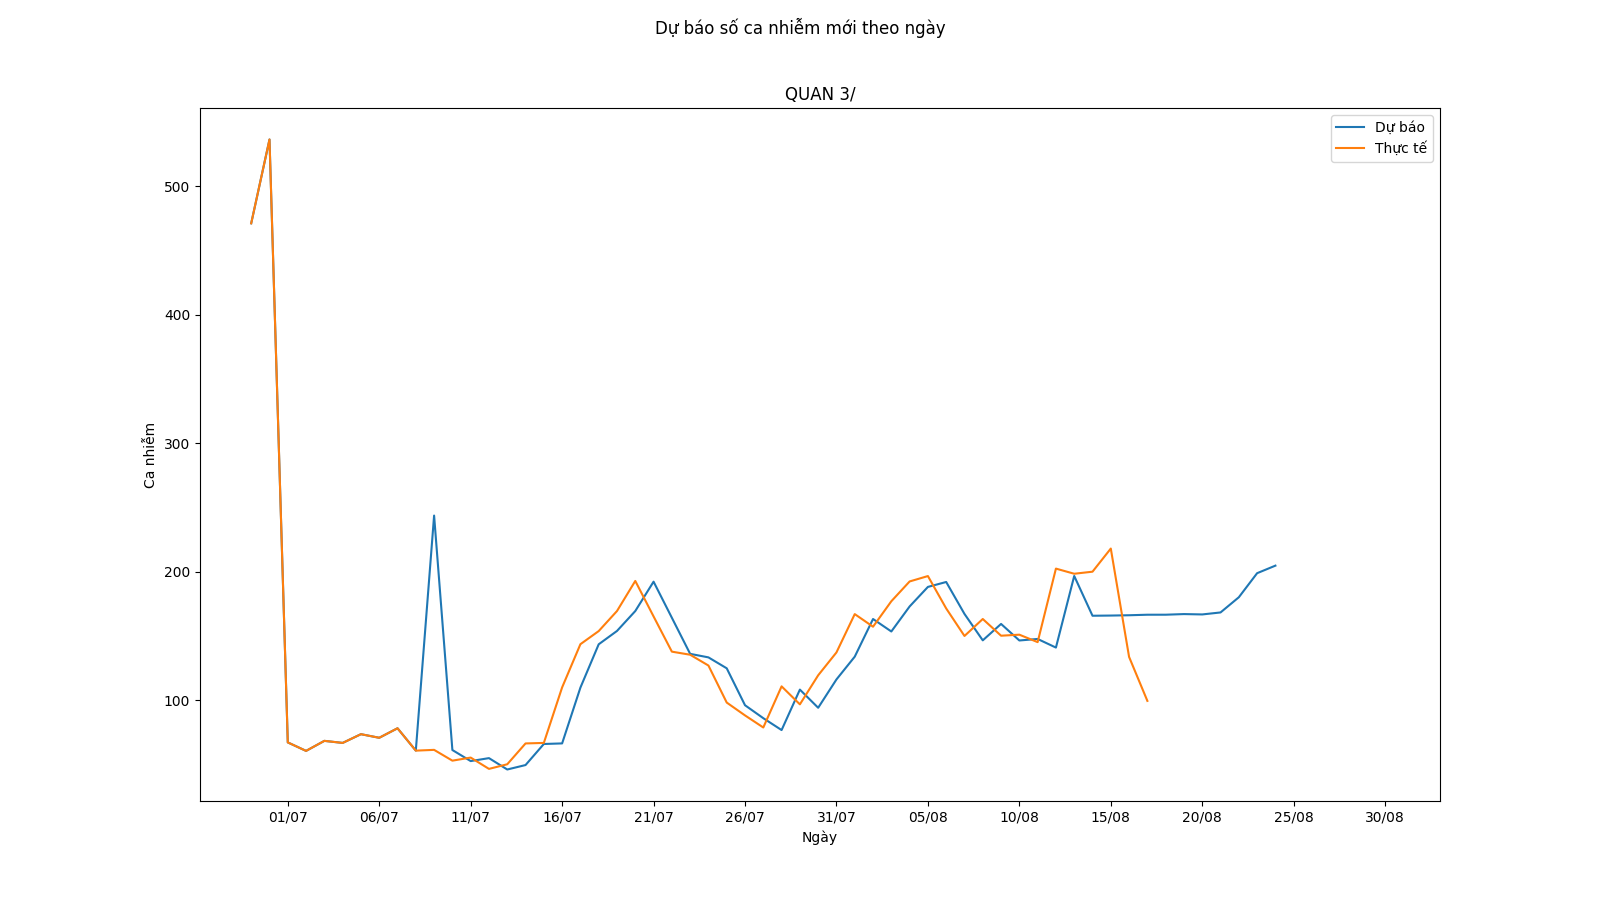 Dự báo số ca nhiễm mới theo ngày
QUAN 3/
Dự báo
Thực tế
500
400
300
200
100
Ca nhiễm
01/07 06/07 11/07 16/07 21/07 26/07 31/07 05/08 10/08 15/08 20/08 25/08 30/08
Ngày